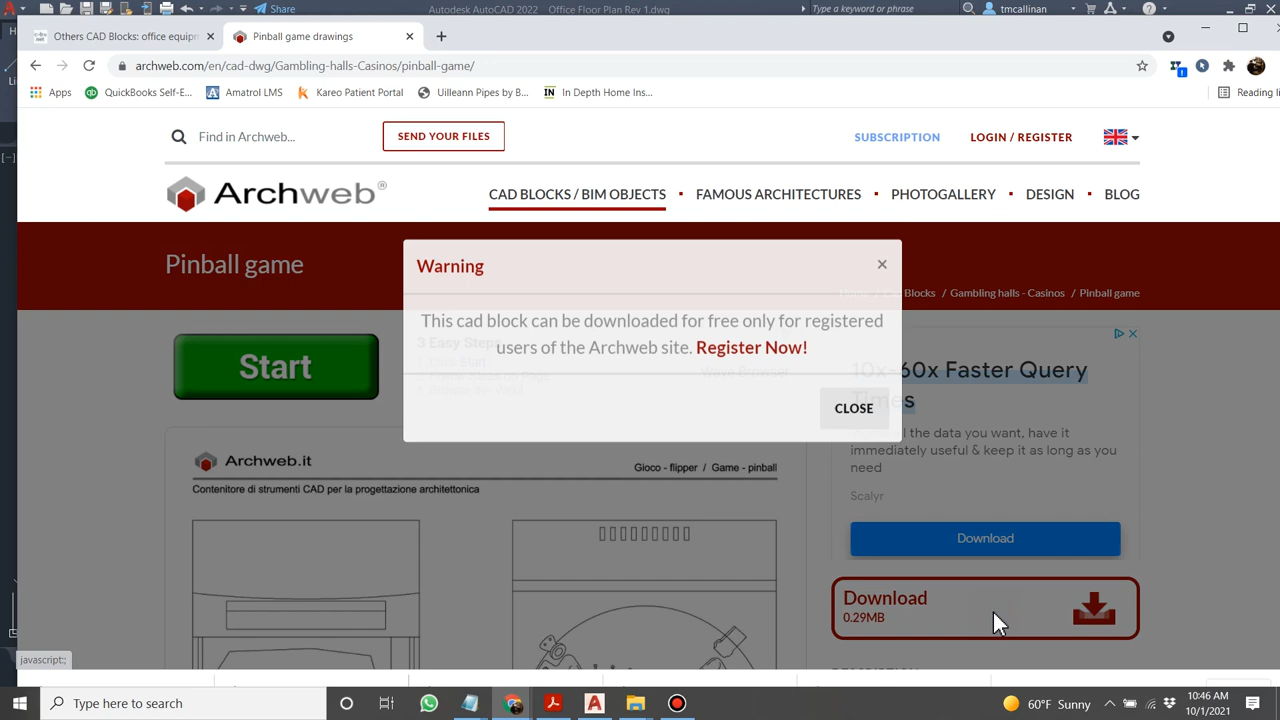 Autodesk AutoCAD 2022 Office Floor Plan Rev 1.dwg
Share
Type a keyword or phrase
tmcallinan
Others CAD Blocks: office equipm
Pinball game drawings
archweb.com/en/cad-dwg/Gambling-halls-Casinos/pinball-game/
Apps
QuickBooks Self-E...
Amatrol LMS
Kareo Patient Portal
Uilleann Pipes by B...
In Depth Home Ins...
Reading li
Find in Archweb...
SEND YOUR FILES
SUBSCRIPTION
LOGIN / REGISTER
Archweb®
CAD BLOCKS / BIM OBJECTS
FAMOUS ARCHITECTURES
PHOTOGALLERY
DESIGN
BLOG
Pinball game
Blocks / Gambling halls - Casinos / Pinball game
Warning
×
This cad block can be downloaded for free only for registered
users of the Archweb site. Register Now!
CLOSE
Start
3 Easy Steps
10x-60x Faster Query
Times
the data you want, have it
immediately useful & keep it as long as you
need
Scalyr
Download
Archweb.it
Gioco - flipper / Game - pinball
Contenitore di strumenti CAD per la progettazione architettonica
Download
0.29MB
DESCRIPTION
javascript:;
Type here to search
60°F Sunny
10:46 AM
10/1/2021